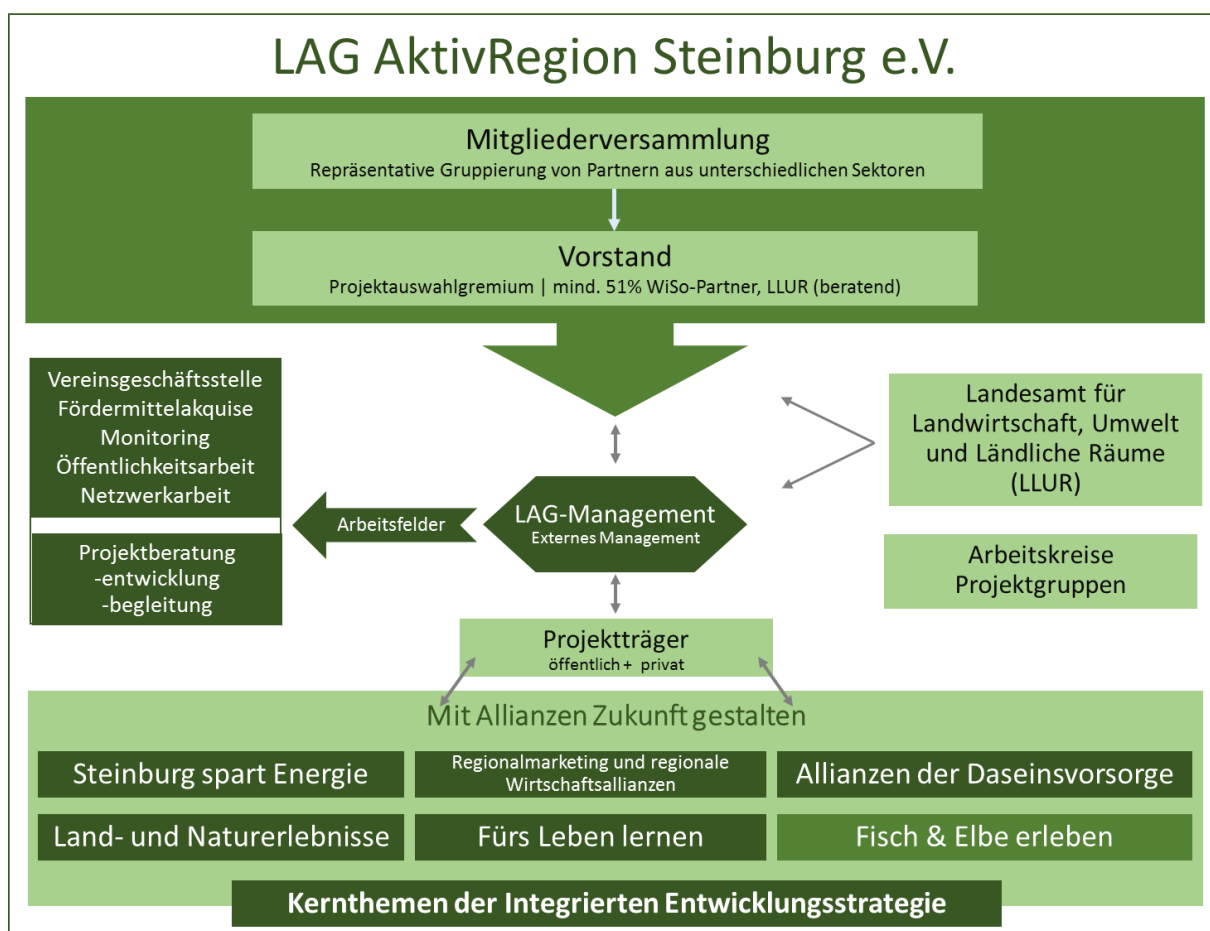 LAG AktivRegion Steinburg e.V.
Mitgliederversammlung
Repräsentative Gruppierung von Partnern aus unterschiedlichen Sektoren
Vorstand
Projektauswahlgremium | mind. 51% WiSo-Partner, LLUR (beratend)
Vereinsgeschäftsstelle
Fördermittelakquise
Monitoring
Öffentlichkeitsarbeit
Netzwerkarbeit
Projektberatung
-entwicklung
-begleitung
Arbeitsfelder
LAG-Management
Externes Management
Landesamt für
Landwirtschaft, Umwelt
und Ländliche Räume
(LLUR)
Arbeitskreise
Projektgruppen
Projektträger
öffentlich + privat
Mit Allianzen Zukunft gestalten
Steinburg spart Energie
Regionalmarketing und regionale
Wirtschaftsallianzen
Allianzen der Daseinsvorsorge
Land- und Naturerlebnisse
Fürs Leben lernen
Fisch & Elbe erleben
Kernthemen der Integrierten Entwicklungsstrategie